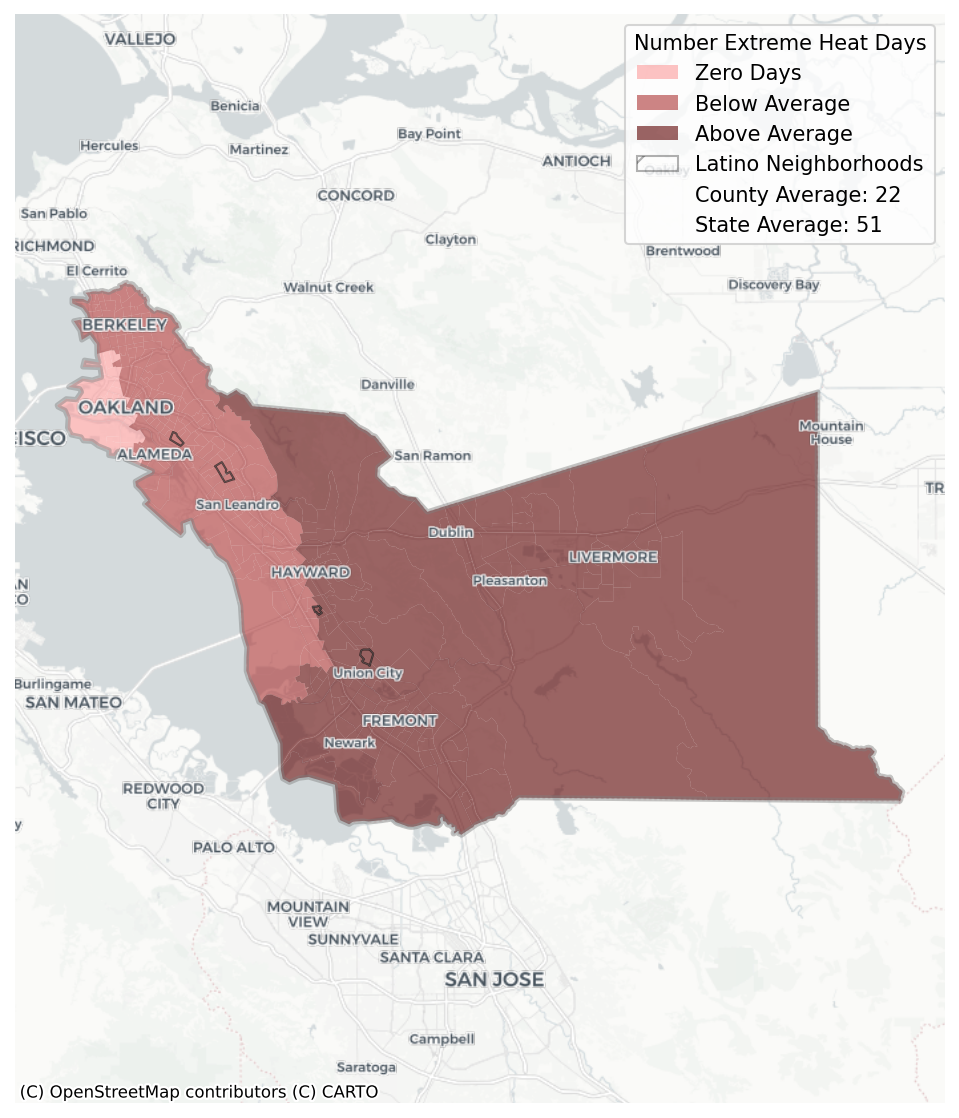 VALLEJO
Number Extreme Heat Days
Zero Days
Below Average
Above Average
Latino Neighborhoods
County Average: 22
State Average: 51
Benicia
Hercules
Martinez
Bay Point
ANTIOCH
Oakley
CONCORD
San Pablo
RICHMOND
Clayton
Brentwood
El Cerrito
Walnut Creek
Discovery Bay
BERKELEY
Danville
OAKLAND
CISCO
Mountain
House
ALAMEDA
San Ramon
TR
San Leandro
Dublin
LIVERMORE
HAYWARD
Pleasanton
AN
CO
Union City
Burlingame
SAN MATEO
FREMONT
Newark
REDWOOD
CITY
y
PALO ALTO
MOUNTAIN
VIEW
SUNNYVALE
SANTA CLARA
SAN JOSE
Campbell
Saratoga
(C) OpenStreetMap contributors (C) CARTO